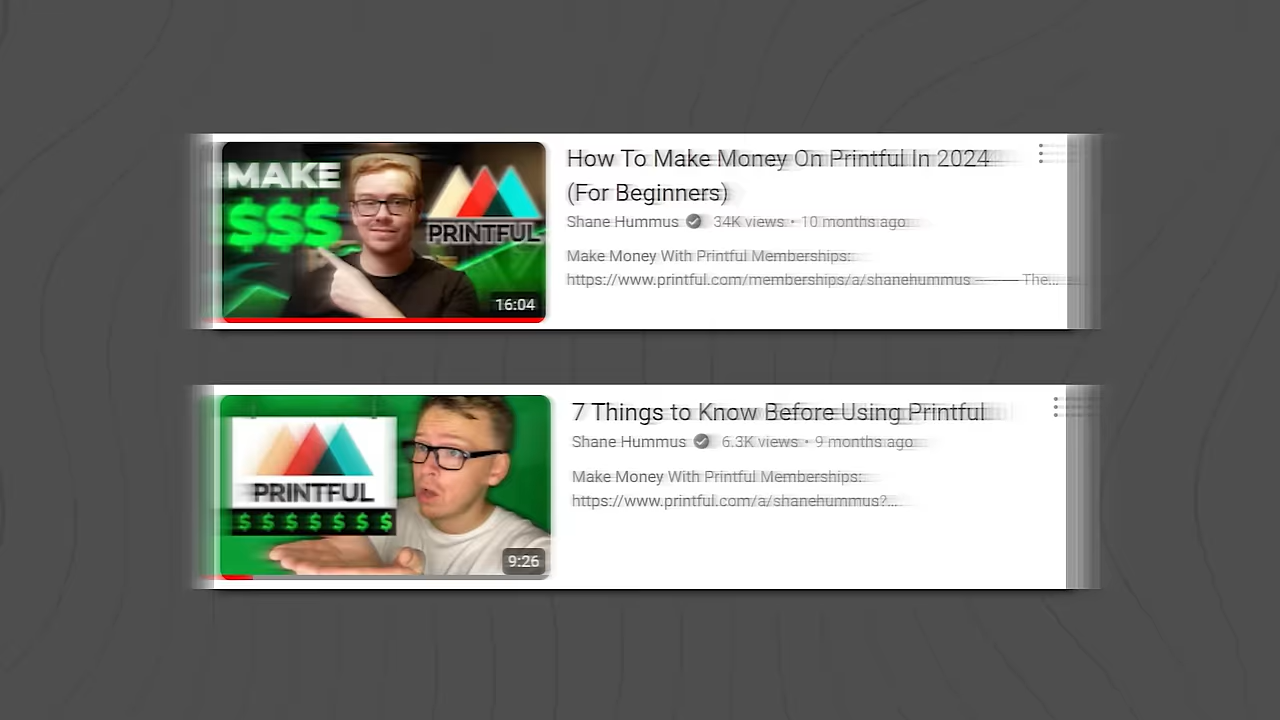 MAKE
$$$
PRINTFUL
16:04
How To Make Money On Printful In 2024
(For Beginners)
Shane Hummus 34K views • 10 months ago
Make Money With Printful Memberships:
https://www.printful.com/memberships/a/shanehummus ——— The...
PRINTFUL
$ $ $ $ $ $ $
9:26
7 Things to Know Before Using Printful
Shane Hummus 6.3K views • 9 months ago
Make Money With Printful Memberships:
https://www.printful.com/a/shanehummus?...